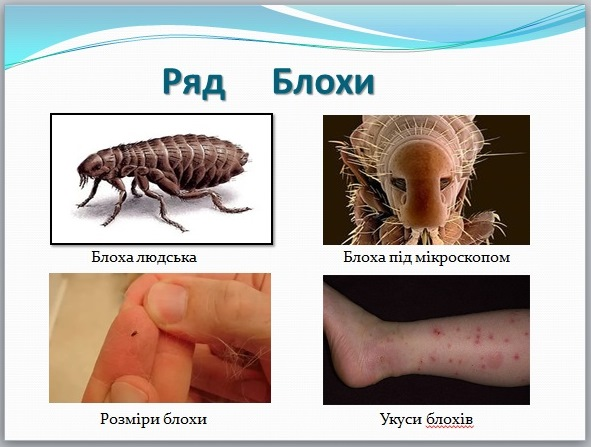 Ряд Блохи
Блоха людська
Блоха під мікроскопом
Розміри блохи
Укуси блохів